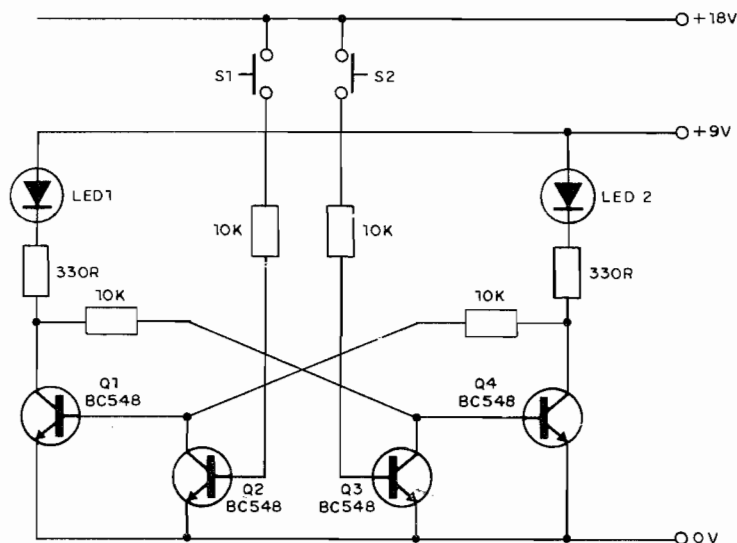 +18V
S1
S2
+9V
LED1
LED 2
10K
10K
330R
330R
10K
10K
Q1
BC548
Q4
BC548
Q2
BC548
Q3
BC548
0V